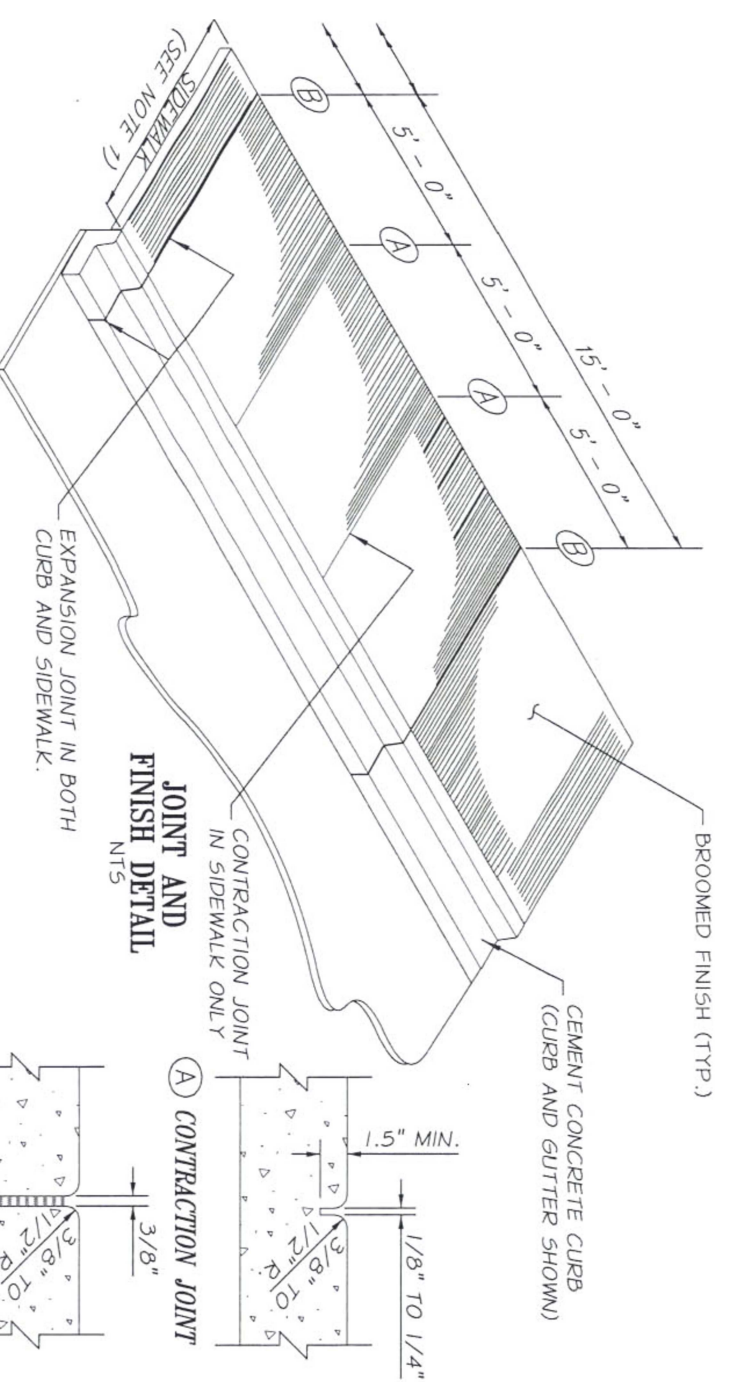 BROOMED FINISH (TYP.)
CEMENT CONCRETE CURB
(CURB AND GUTTER SHOWN)
15' - 0"
5' - 0"
5' - 0"
5' - 0"
B
A
A
B
SIDEWALK
(SEE NOTE 1)
CONTRACTION JOINT
IN SIDEWALK ONLY
EXPANSION JOINT IN BOTH
CURB AND SIDEWALK.
JOINT AND
FINISH DETAIL
NTS
1/8" TO 1/4"
1.5" MIN.
3/8" TO
1/2" R.
A CONTRACTION JOINT
3/8"
3/8" TO
1/2" R.